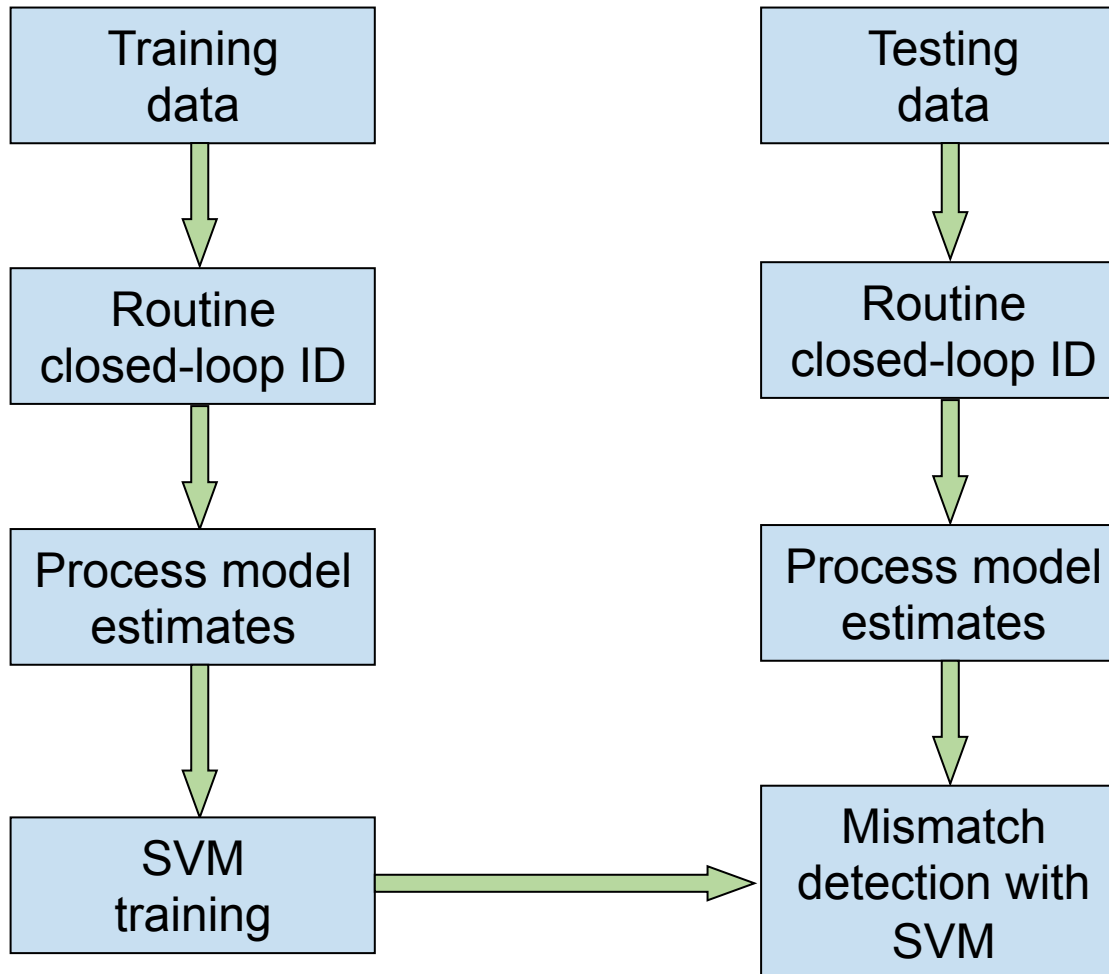 Training
data
Routine
closed-loop ID
Process model
estimates
SVM
training
Testing
data
Routine
closed-loop ID
Process model
estimates
Mismatch
detection with
SVM